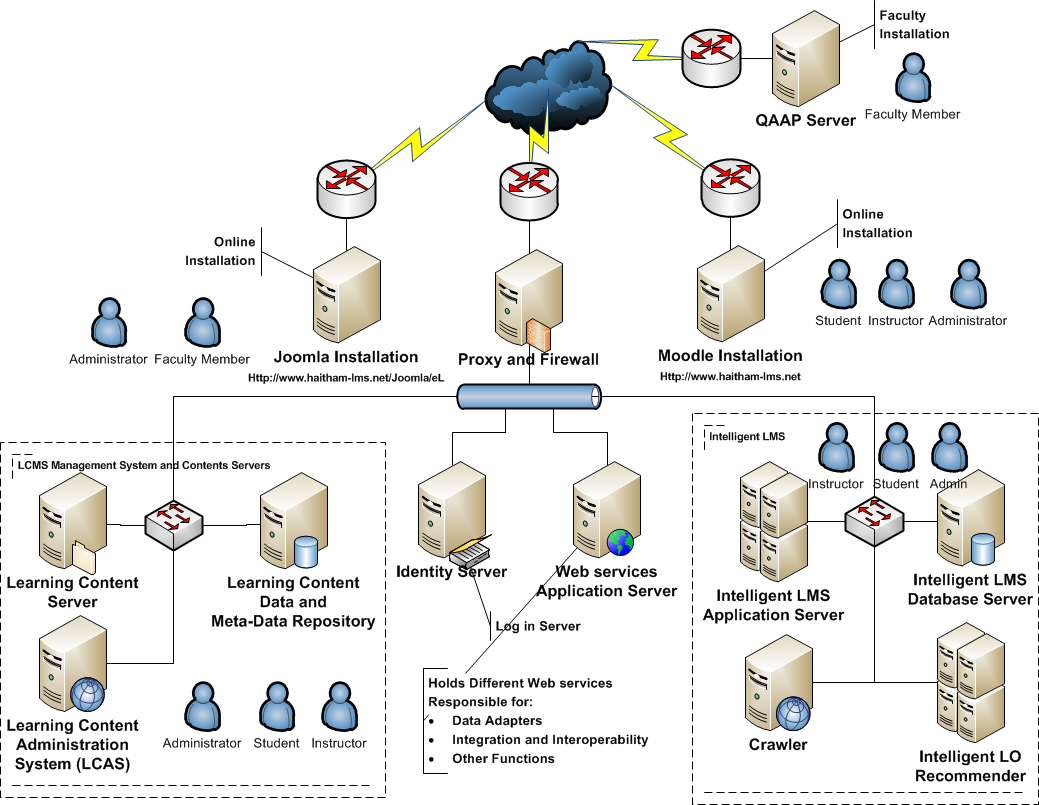 Faculty
Installation
QAAP Server
Faculty Member
Online
Installation
Online
Installation
Administrator
Faculty Member
Joomla Installation
Http://www.haitham-lms.net/Joomla/eL
Proxy and Firewall
Moodle Installation
Http://www.haitham-lms.net
Student
Instructor
Administrator
LCMS Management System and Contents Servers
Learning Content
Server
Learning Content
Data and
Meta-Data Repository
Learning Content
Administration
System (LCAS)
Administrator
Student
Instructor
Identity Server
Web services
Application Server
Log in Server
Holds Different Web services
Responsible for:
• Data Adapters
• Integration and Interoperability
• Other Functions
Intelligent LMS
Instructor
Student
Admin
Intelligent LMS
Application Server
Intelligent LMS
Database Server
Crawler
Intelligent LO
Recommender